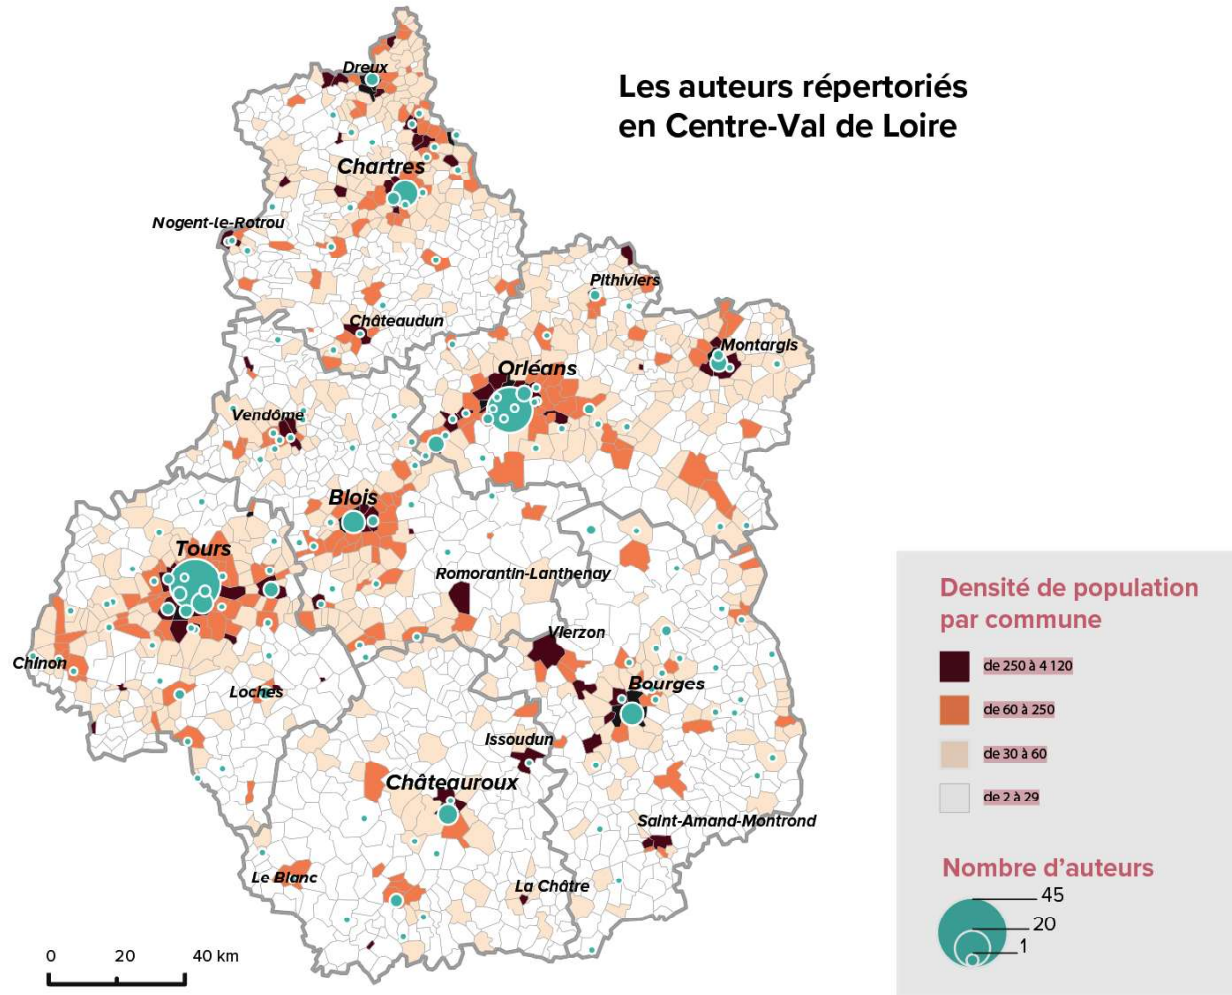 Les auteurs répertoriés
en Centre-Val de Loire
Dreux
Chartres
Nogent-le-Rotrou
Pithiviers
Châteaudun
Montargis
Orléans
Vendôme
Blois
Tours
Romorantin-Lanthenay
Vierzon
Chinon
Loches
Bourges
Issoudun
Châteauroux
Saint-Amand-Montrond
Le Blanc
La Châtre
0 20 40 km
Densité de population
par commune
de 250 à 4 120
de 60 à 250
de 30 à 60
de 2 à 29
Nombre d'auteurs
45
20
1